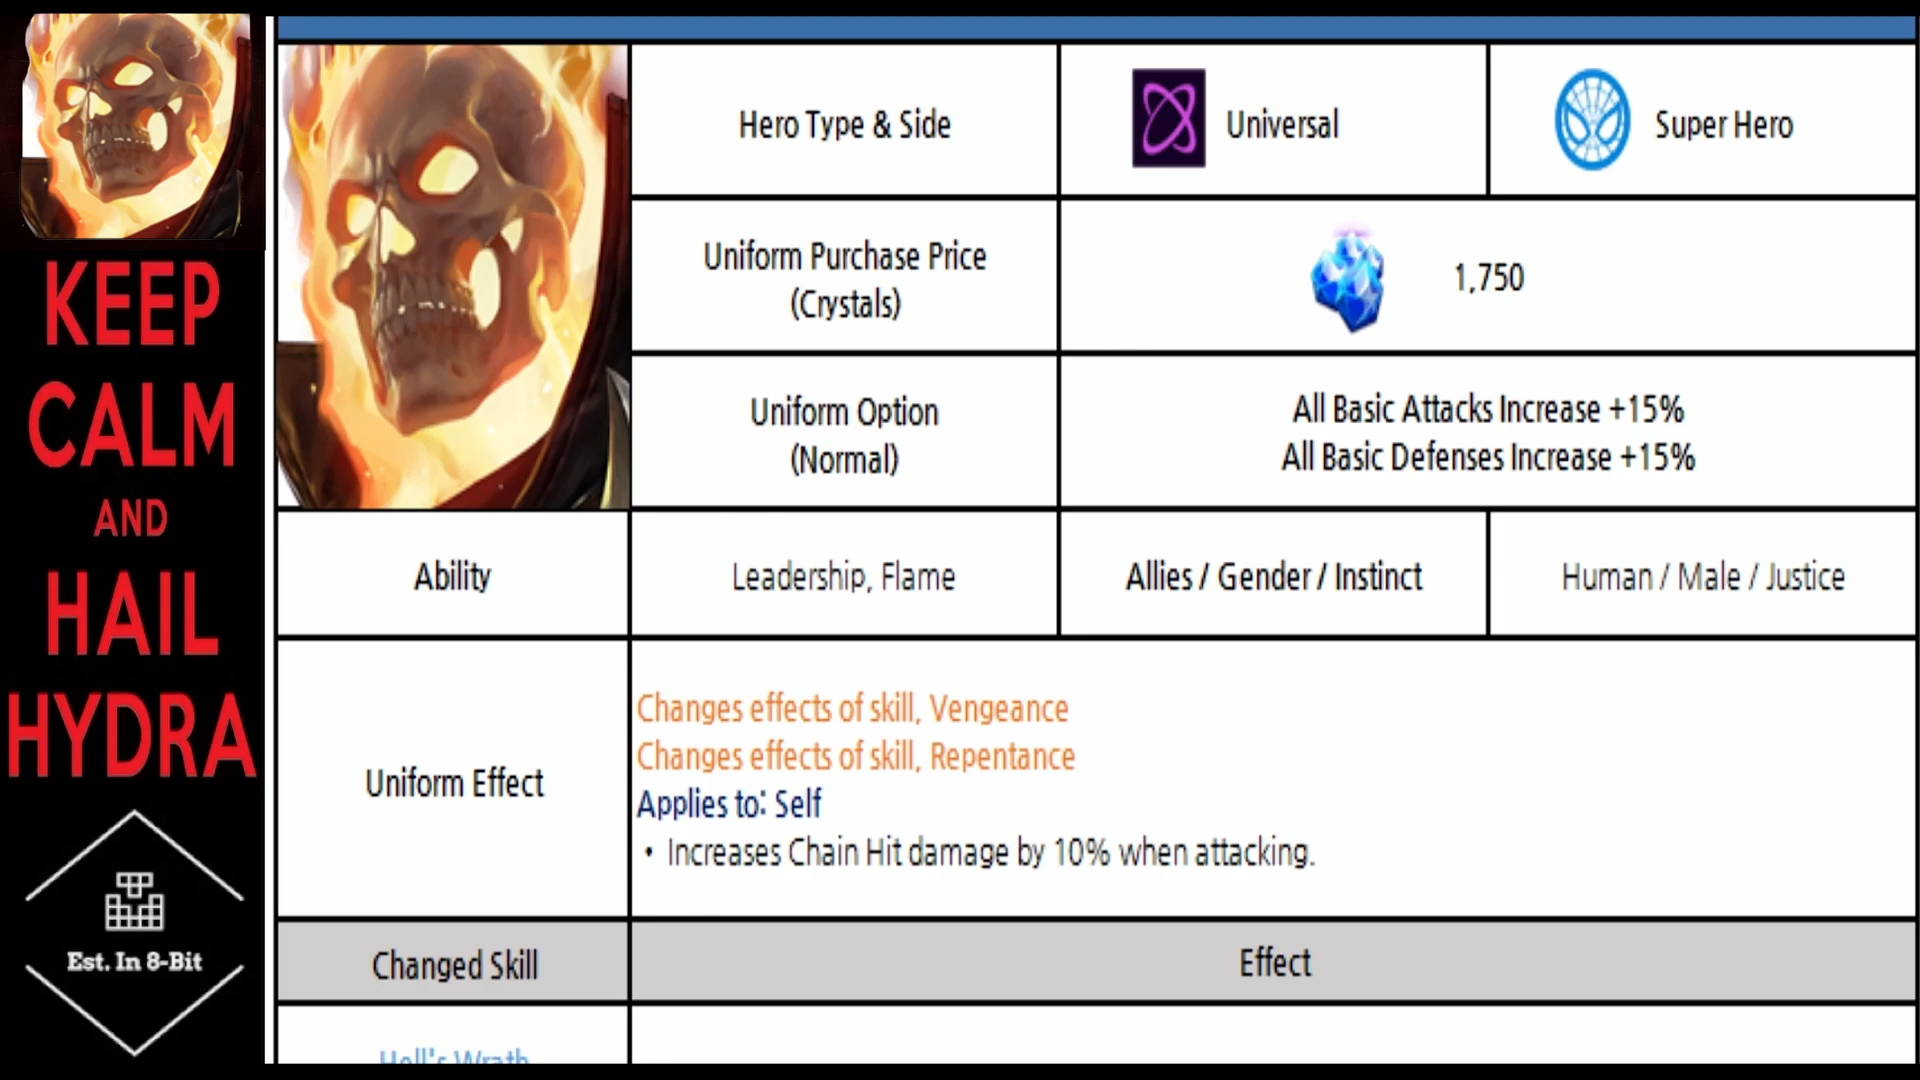 KEEP
CALM
AND
HAIL
HYDRA
Est. In 8-Bit
Hero Type & Side
Universal
Super Hero
Uniform Purchase Price
(Crystals)
1,750
Uniform Option
(Normal)
All Basic Attacks Increase +15%
All Basic Defenses Increase +15%
Ability
Leadership, Flame
Allies / Gender / Instinct
Human / Male / Justice
Uniform Effect
Changes effects of skill, Vengeance
Changes effects of skill, Repentance
Applies to: Self
• Increases Chain Hit damage by 10% when attacking.
Changed Skill
Effect
Hell's Wrath